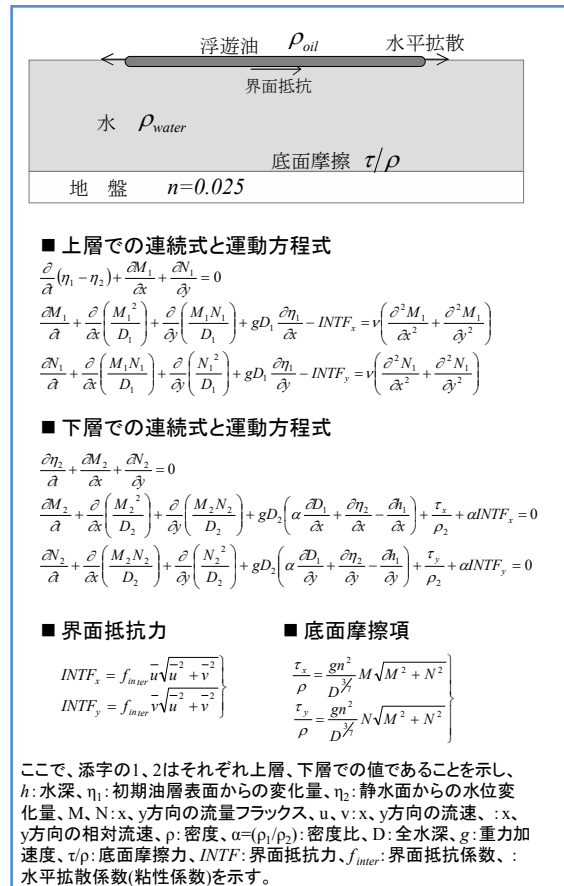 浮遊油 ρoil 水平拡散
界面抵抗
水 ρwater
底面摩擦 τ/ρ
地盤 n=0.025
■ 上層での連続式と運動方程式
∂/∂t(η₁−η₂)+∂M₁/∂x+∂N₁/∂y=0
∂M₁/∂t+∂/∂x(M₁²/D₁)+∂/∂y(M₁N₁/D₁)+gD₁ ∂η₁/∂x−INTFₓ=ν(∂²M₁/∂x²+∂²M₁/∂y²)
∂N₁/∂t+∂/∂x(M₁N₁/D₁)+∂/∂y(N₁²/D₁)+gD₁ ∂η₁/∂y−INTF_y=ν(∂²N₁/∂x²+∂²N₁/∂y²)
■ 下層での連続式と運動方程式
∂η₂/∂t+∂M₂/∂x+∂N₂/∂y=0
∂M₂/∂t+∂/∂x(M₂²/D₂)+∂/∂y(M₂N₂/D₂)+gD₂(α ∂D₁/∂x+∂η₂/∂x−∂h₁/∂x)+τₓ/ρ₂+αINTFₓ=0
∂N₂/∂t+∂/∂x(M₂N₂/D₂)+∂/∂y(N₂²/D₂)+gD₂(α ∂D₁/∂y+∂η₂/∂y−∂h₁/∂y)+τ_y/ρ₂+αINTF_y=0
■ 界面抵抗力 ■ 底面摩擦項
INTFₓ=f_inter u̅√(u̅²+v̅²)
INTF_y=f_inter v̅√(u̅²+v̅²)
τₓ/ρ=gn²/D^(3/7) M√(M²+N²)
τ_y/ρ=gn²/D^(3/7) N√(M²+N²)
ここで、添字の1、2はそれぞれ上層、下層での値であることを示し、
h:水深、η₁:初期油層表面からの変化量、η₂:静水面からの水位変
化量、M、N:x、y方向の流量フラックス、u、v:x、y方向の流速、:x、
y方向の相対流速、ρ:密度、α=(ρ₁/ρ₂):密度比、D:全水深、g:重力加
速度、τ/ρ:底面摩擦力、INTF:界面抵抗力、f_inter:界面抵抗係数、:
水平拡散係数(粘性係数)を示す。